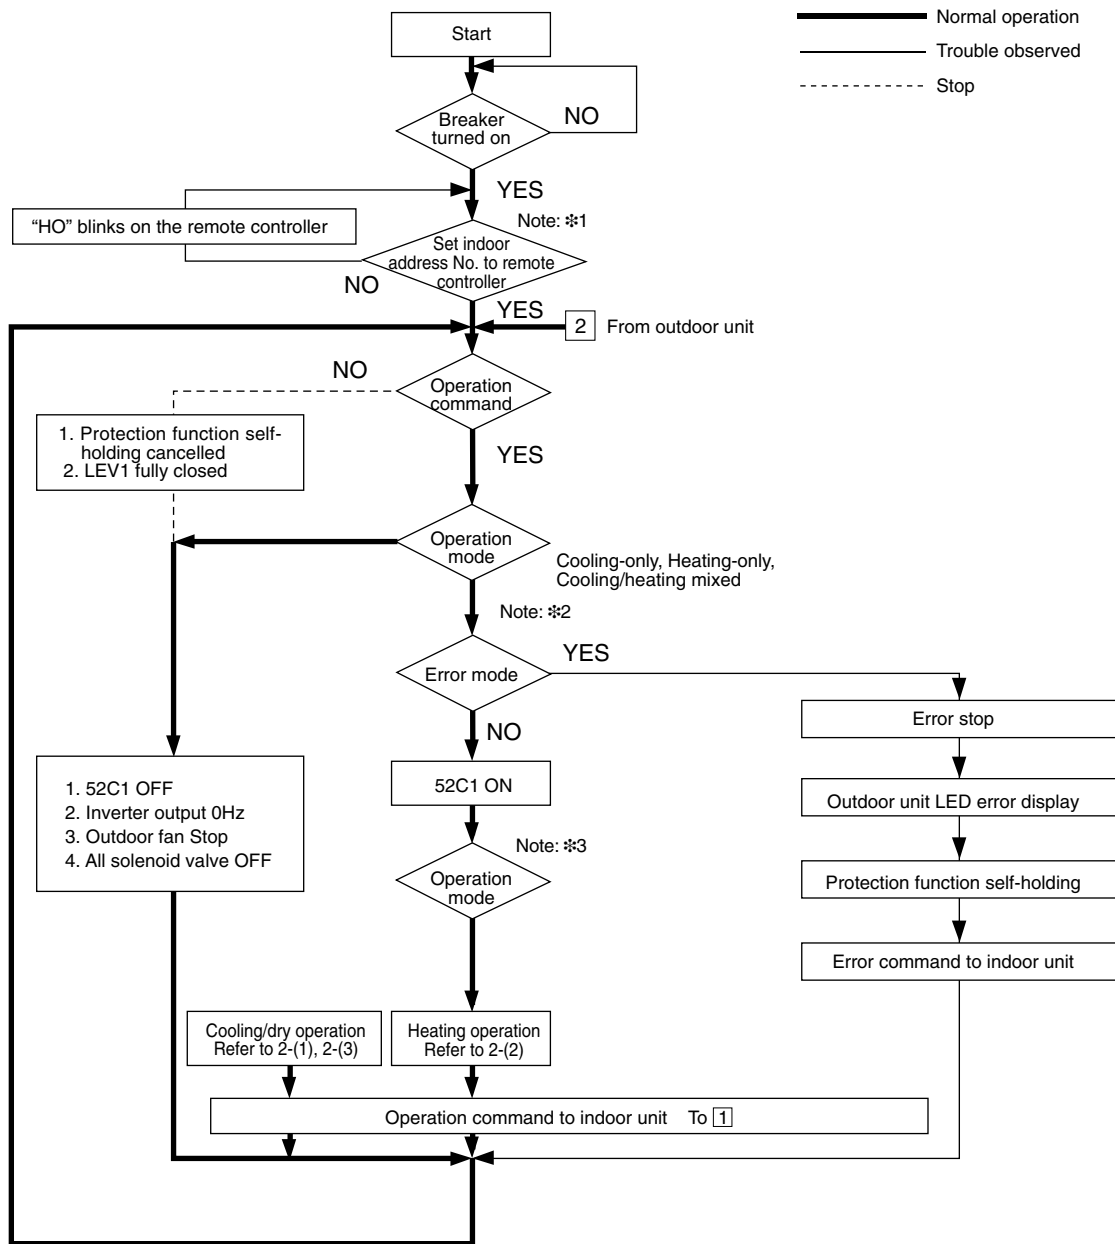 Start
Normal operation
Trouble observed
Stop
Breaker
turned on
NO
YES
"HO" blinks on the remote controller
Note: ✻1
Set indoor
address No. to remote
controller
NO
YES
2 From outdoor unit
NO
Operation
command
1. Protection function self-
holding cancelled
2. LEV1 fully closed
YES
Operation
mode
Cooling-only, Heating-only,
Cooling/heating mixed
Note: ✻2
Error mode
YES
NO
Error stop
52C1 ON
1. 52C1 OFF
2. Inverter output 0Hz
3. Outdoor fan Stop
4. All solenoid valve OFF
Outdoor unit LED error display
Note: ✻3
Operation
mode
Protection function self-holding
Error command to indoor unit
Cooling/dry operation
Refer to 2-(1), 2-(3)
Heating operation
Refer to 2-(2)
Operation command to indoor unit To 1